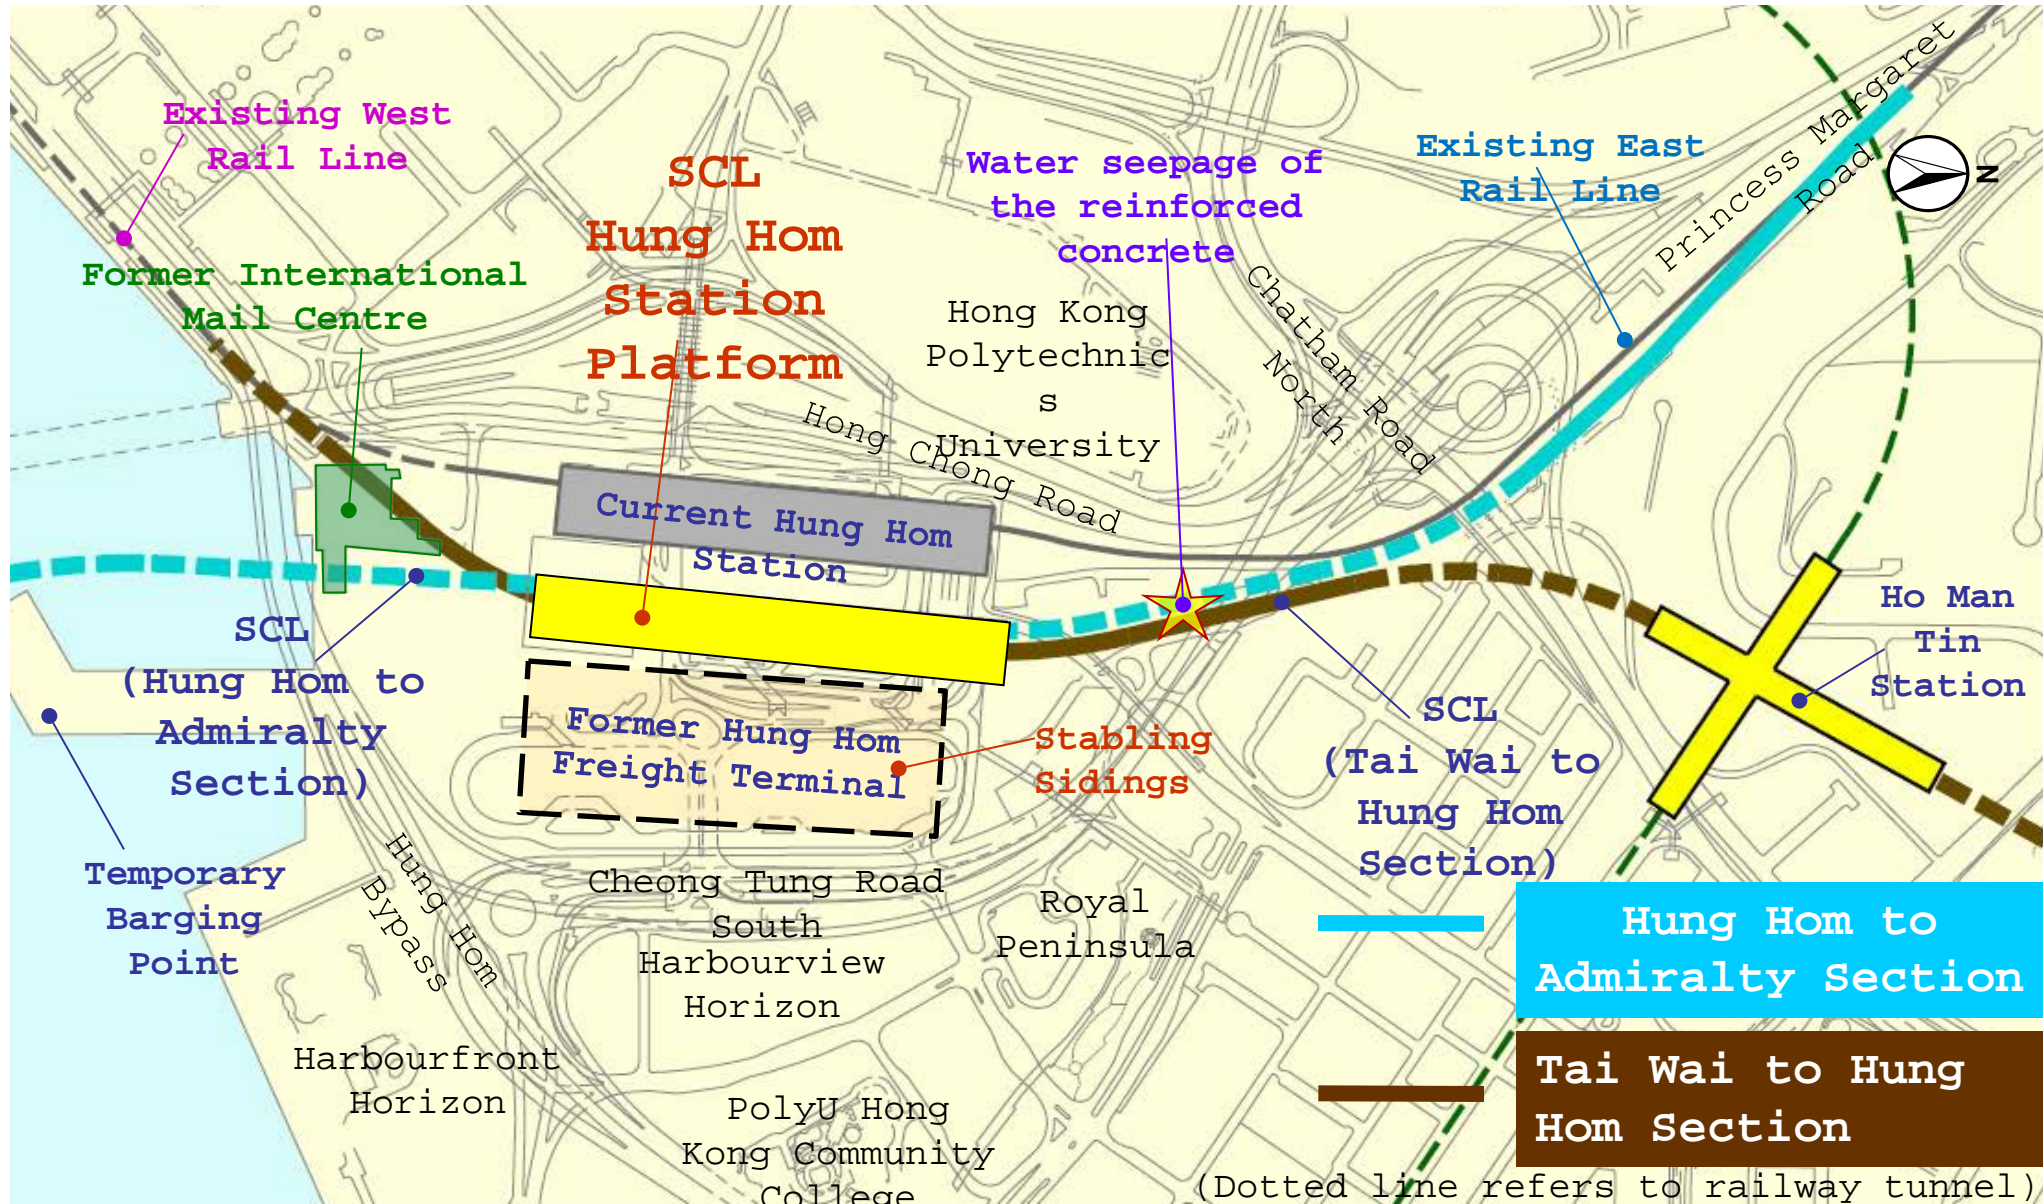 Existing West
Rail Line
SCL
Hung Hom
Station
Platform
Water seepage of
the reinforced
concrete
Existing East
Rail Line
Princess Margaret
Road
N
Former International
Mail Centre
Hong Kong
Polytechnic
s
University
Chatham Road
North
Hong Chong Road
Current Hung Hom
Station
Ho Man
Tin
Station
SCL
(Hung Hom to
Admiralty
Section)
Former Hung Hom
Freight Terminal
Stabling
Sidings
SCL
(Tai Wai to
Hung Hom
Section)
Temporary
Barging
Point
Hung Hom
Bypass
Cheong Tung Road
South
Harbourview
Horizon
Royal
Peninsula
Harbourfront
Horizon
PolyU Hong
Kong Community
College
Hung Hom to
Admiralty Section
Tai Wai to Hung
Hom Section
(Dotted line refers to railway tunnel)